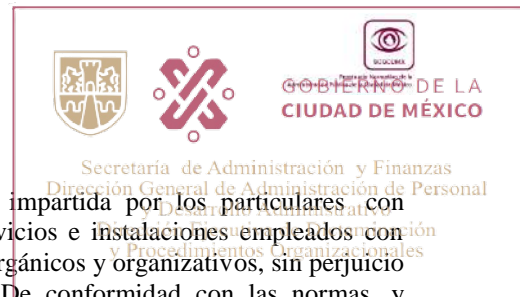 SCGCDMX
GOBIERNO DE LA
CIUDAD DE MÉXICO
Secretaría de Administración y Finanzas
Dirección General de Administración de Personal
y Desarrollo Administrativo
v Procedimientos Organizacionales
impartida por los particulares con
vicios e instalaciones empleados con
rgánicos y organizativos, sin perjuicio
De conformidad con las normas, y